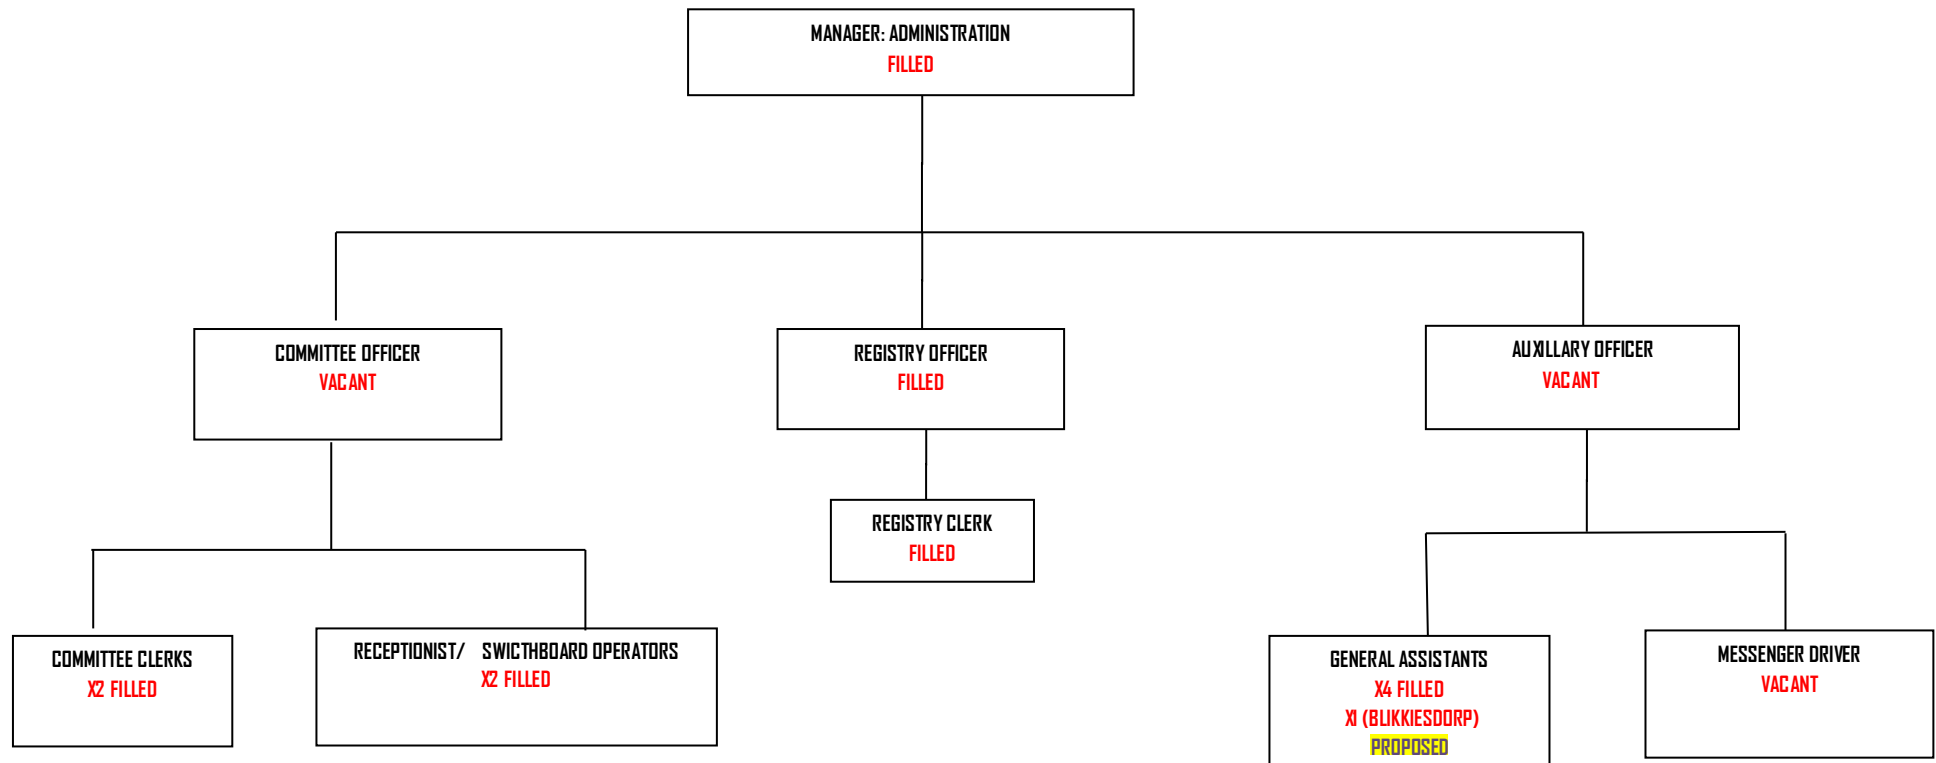 MANAGER: ADMINISTRATION
FILLED
COMMITTEE OFFICER
VACANT
REGISTRY OFFICER
FILLED
AUXILLARY OFFICER
VACANT
REGISTRY CLERK
FILLED
COMMITTEE CLERKS
X2 FILLED
RECEPTIONIST/ SWICTHBOARD OPERATORS
X2 FILLED
GENERAL ASSISTANTS
X4 FILLED
X1 (BLIKKIESDORP)
PROPOSED
MESSENGER DRIVER
VACANT